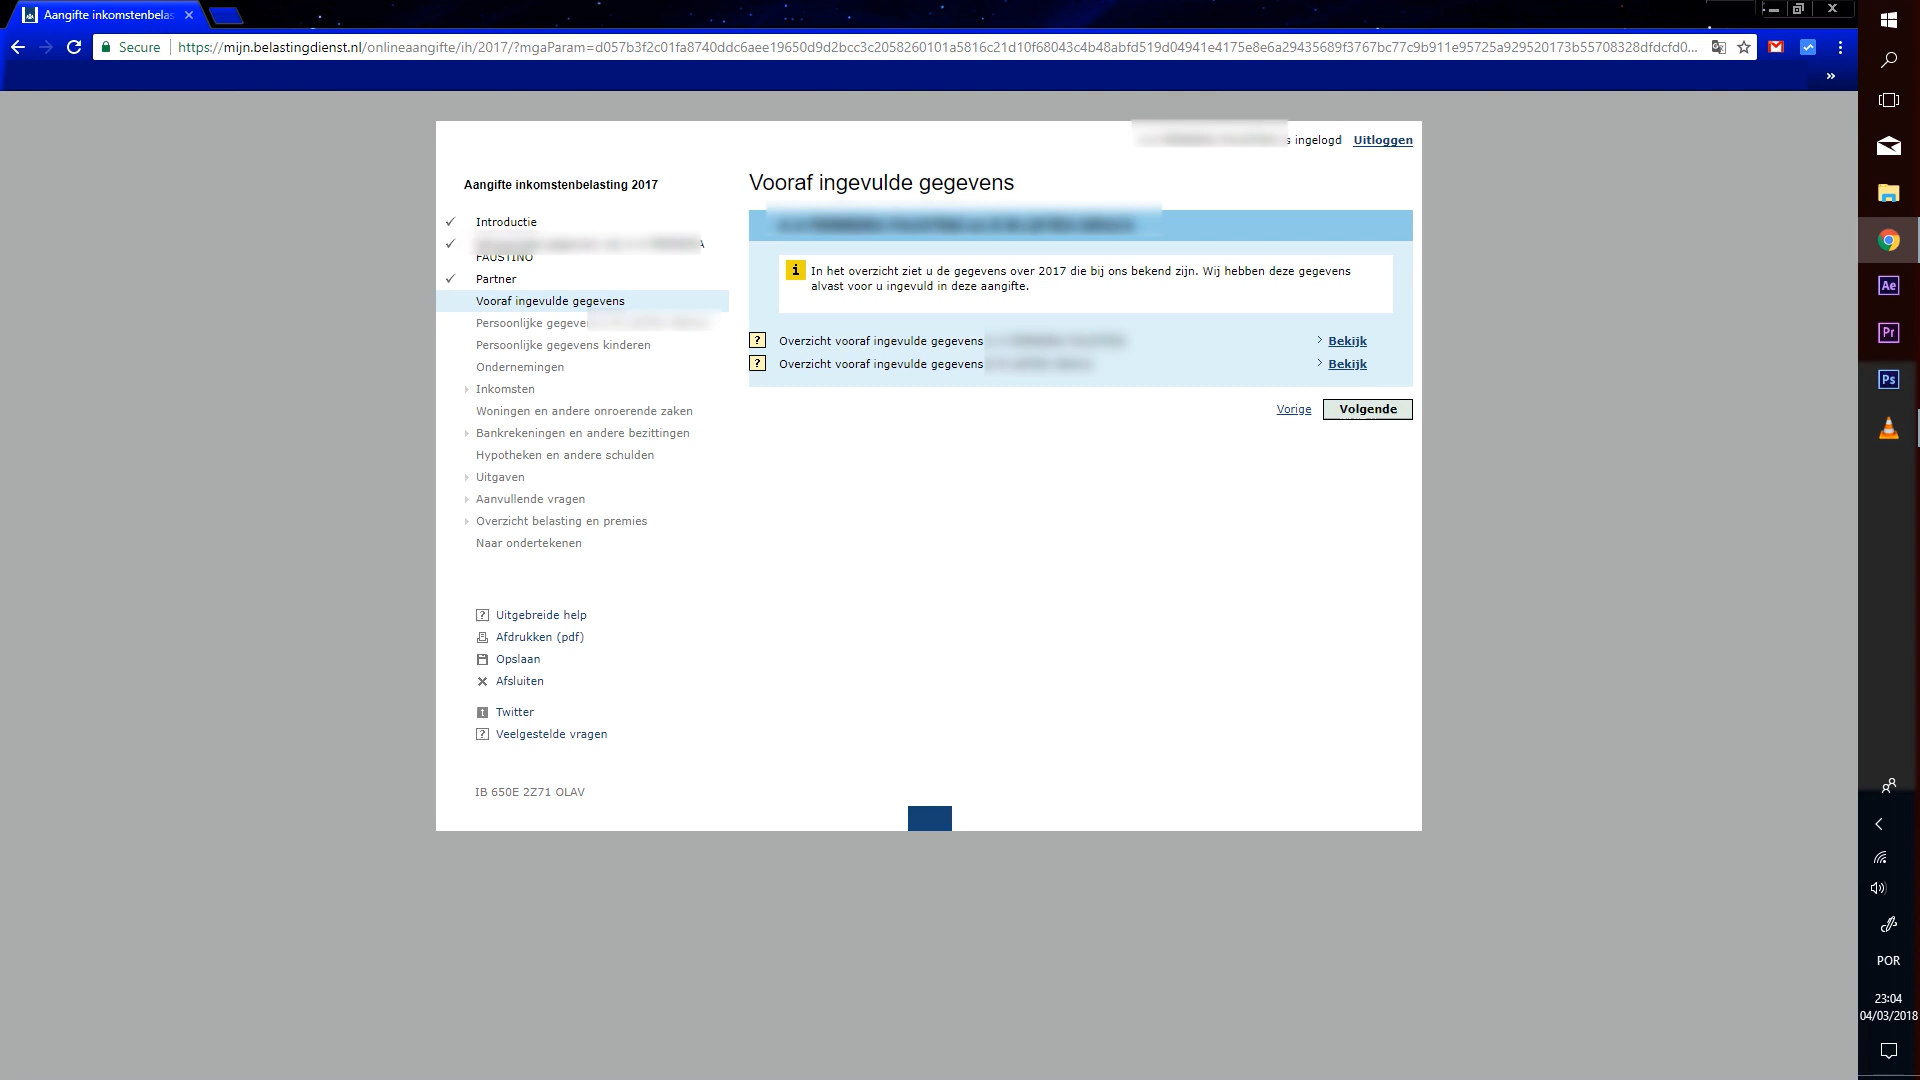 Aangifte inkomstenbelas
Secure https://mijn.belastingdienst.nl/onlineaangifte/ih/2017/?mgaParam=d057b3f2c01fa8740ddc6aee19650d9d2bcc3c2058260101a5816c21d10f68043c4b48abfd519d04941e4175e8e6a29435689f3767bc77c9b911e95725a929520173b55708328dfdcfd0...
»
s ingelogd Uitloggen
Aangifte inkomstenbelasting 2017
Introductie
A
FAUSTINO
Partner
Vooraf ingevulde gegevens
Persoonlijke gegeve
Persoonlijke gegevens kinderen
Ondernemingen
Inkomsten
Woningen en andere onroerende zaken
Bankrekeningen en andere bezittingen
Hypotheken en andere schulden
Uitgaven
Aanvullende vragen
Overzicht belasting en premies
Naar ondertekenen
? Uitgebreide help
Afdrukken (pdf)
Opslaan
Afsluiten
t Twitter
? Veelgestelde vragen
IB 650E 2Z71 OLAV
Vooraf ingevulde gegevens
i In het overzicht ziet u de gegevens over 2017 die bij ons bekend zijn. Wij hebben deze gegevens
alvast voor u ingevuld in deze aangifte.
? Overzicht vooraf ingevulde gegevens Bekijk
? Overzicht vooraf ingevulde gegevens Bekijk
Vorige Volgende
Ae
Pr
Ps
POR
23:04
04/03/2018